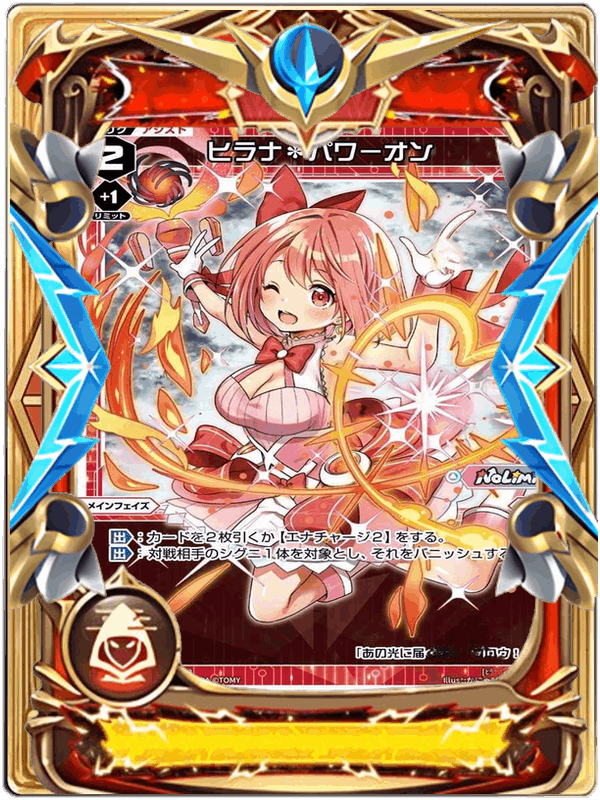 アシスト
2
ヒラナ＊パワーオン
+1
リミット
NoLimi
メインフェイズ
出：カードを２枚引くか【エナチャージ２】をする。
出：対戦相手のシグニ１体を対象とし、それをバニッシュする
「あの光に届
©TOMY
Illus: